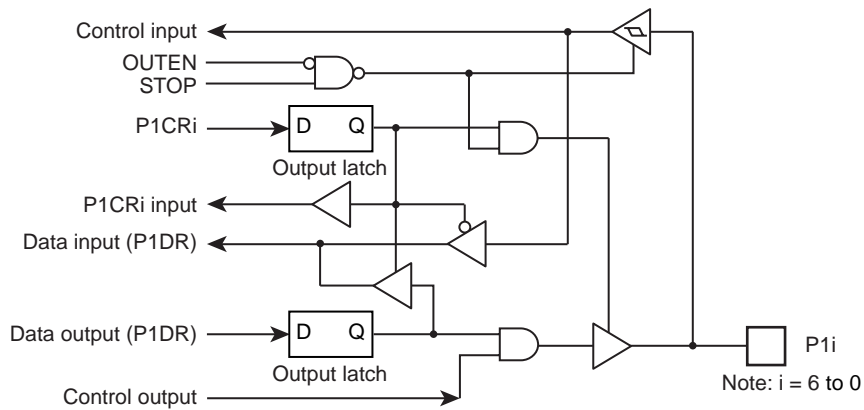 Control input
OUTEN
STOP
P1CRi
D Q
Output latch
P1CRi input
Data input (P1DR)
Data output (P1DR)
D Q
Output latch
Control output
P1i
Note: i = 6 to 0